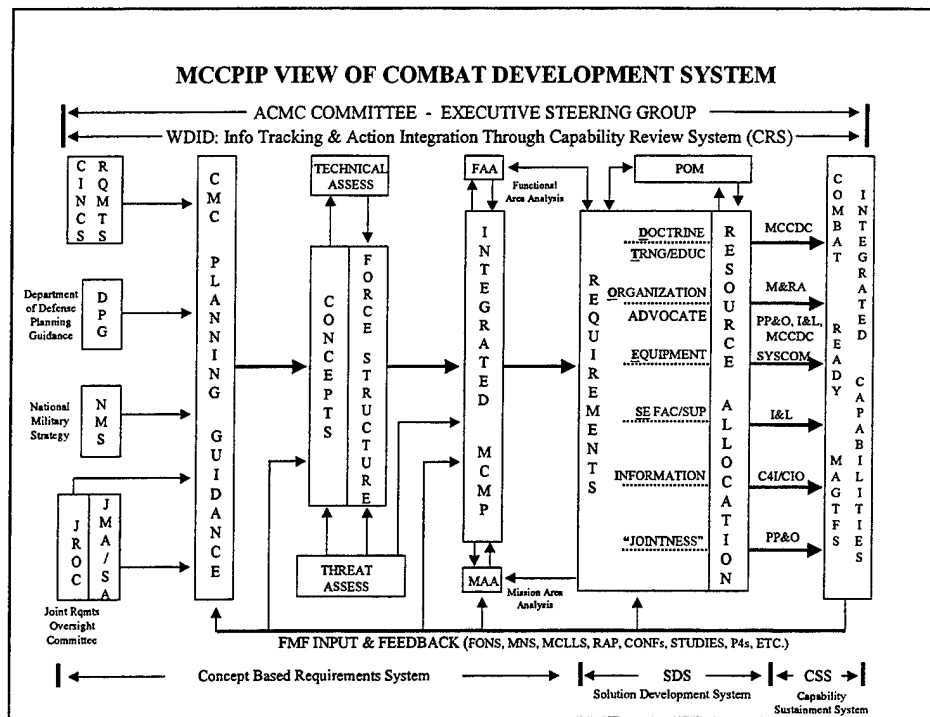 MCCPIP VIEW OF COMBAT DEVELOPMENT SYSTEM
ACMC COMMITTEE - EXECUTIVE STEERING GROUP
WDID: Info Tracking & Action Integration Through Capability Review System (CRS)
CINCS
RQMTS
Department
of Defense
Planning
Guidance
DPG
National
Military
Strategy
NMS
JROC
JMA/SA
Joint Rqmts
Oversight
Committee
CMC PLANNING GUIDANCE
TECHNICAL
ASSESS
CONCEPTS
FORCE STRUCTURE
THREAT
ASSESS
FAA
Functional
Area Analysis
INTEGRATED MCMP
MAA
Mission Area
Analysis
POM
REQUIREMENTS
DOCTRINE
TRNG/EDUC
ORGANIZATION
ADVOCATE
EQUIPMENT
SE FAC/SUP
INFORMATION
"JOINTNESS"
RESOURCE ALLOCATION
MCCDC
M&RA
PP&O, I&L,
MCCDC
SYSCOM
I&L
C4I/CIO
PP&O
COMBAT READY MAGTFS
INTEGRATED CAPABILITIES
FMF INPUT & FEEDBACK (FONS, MNS, MCLLS, RAP, CONFs, STUDIES, P4s, ETC.)
Concept Based Requirements System
SDS
Solution Development System
CSS
Capability
Sustainment System